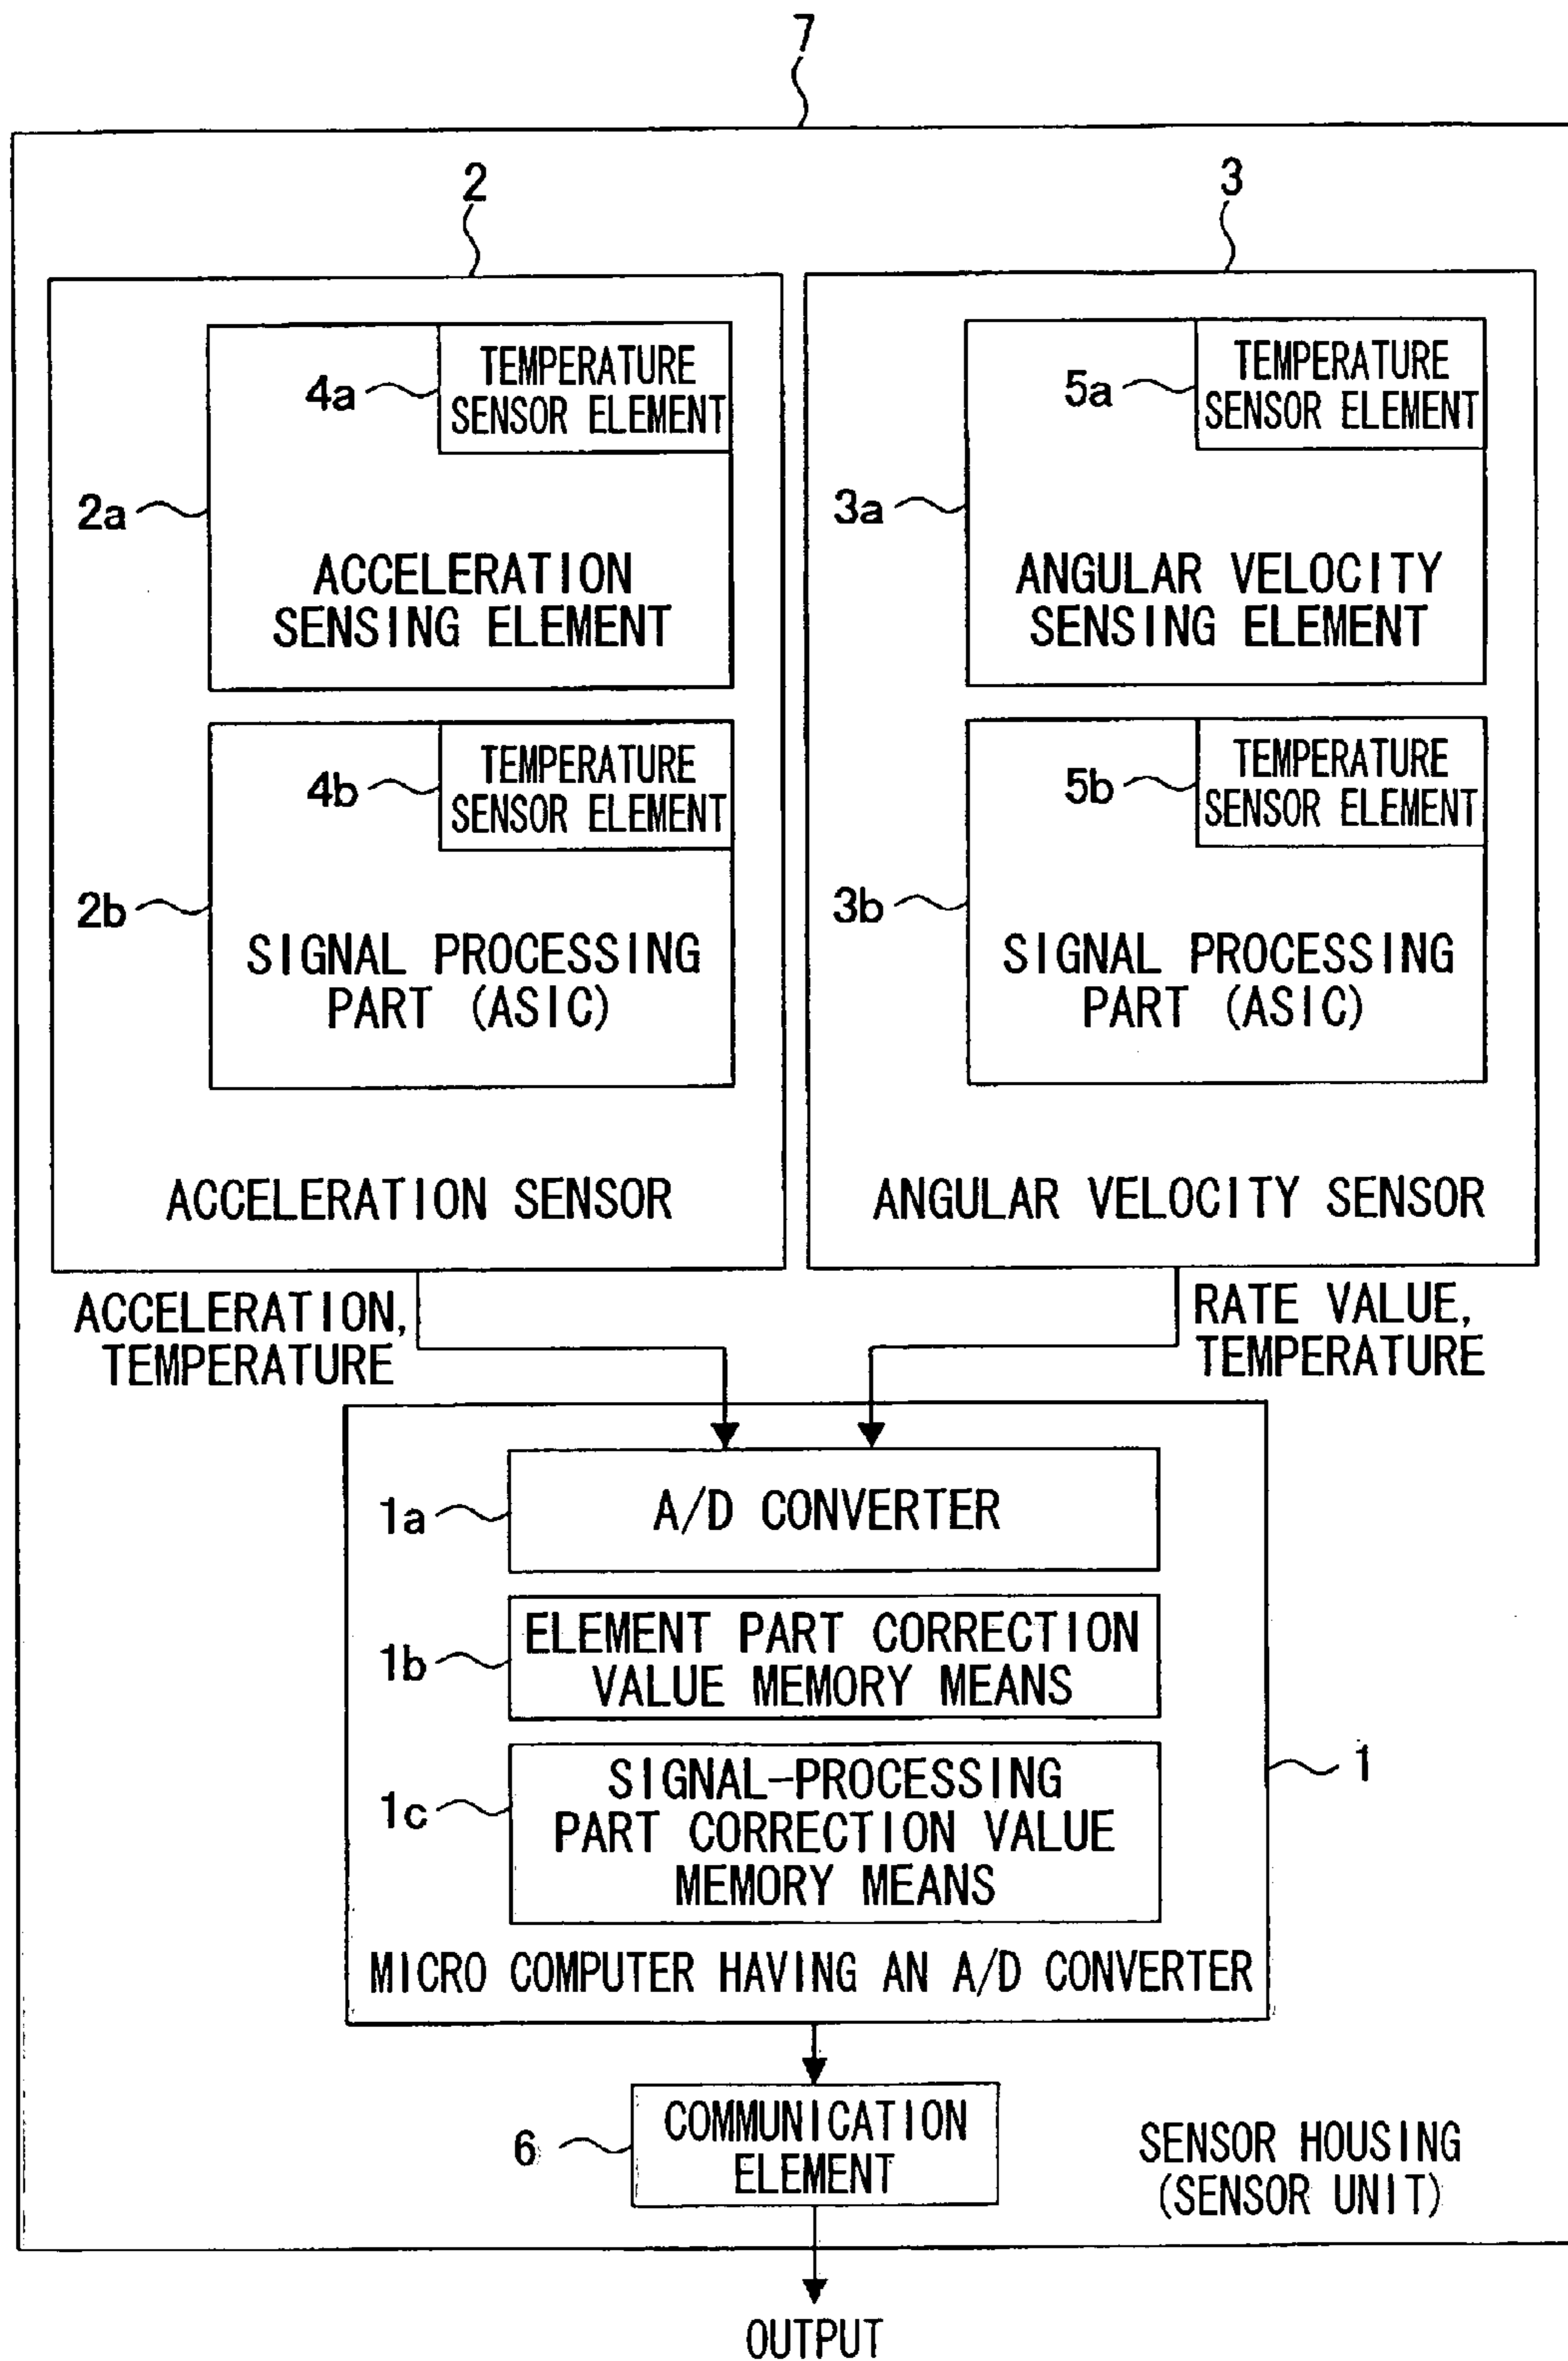 7
2
3
TEMPERATURE
SENSOR ELEMENT
4a
2a
ACCELERATION
SENSING ELEMENT
TEMPERATURE
SENSOR ELEMENT
4b
2b
SIGNAL PROCESSING
PART (ASIC)
ACCELERATION SENSOR
TEMPERATURE
SENSOR ELEMENT
5a
3a
ANGULAR VELOCITY
SENSING ELEMENT
TEMPERATURE
SENSOR ELEMENT
5b
3b
SIGNAL PROCESSING
PART (ASIC)
ANGULAR VELOCITY SENSOR
ACCELERATION,
TEMPERATURE
RATE VALUE,
TEMPERATURE
1a
A/D CONVERTER
1b
ELEMENT PART CORRECTION
VALUE MEMORY MEANS
1c
SIGNAL-PROCESSING
PART CORRECTION VALUE
MEMORY MEANS
1
MICRO COMPUTER HAVING AN A/D CONVERTER
6
COMMUNICATION
ELEMENT
SENSOR HOUSING
(SENSOR UNIT)
OUTPUT